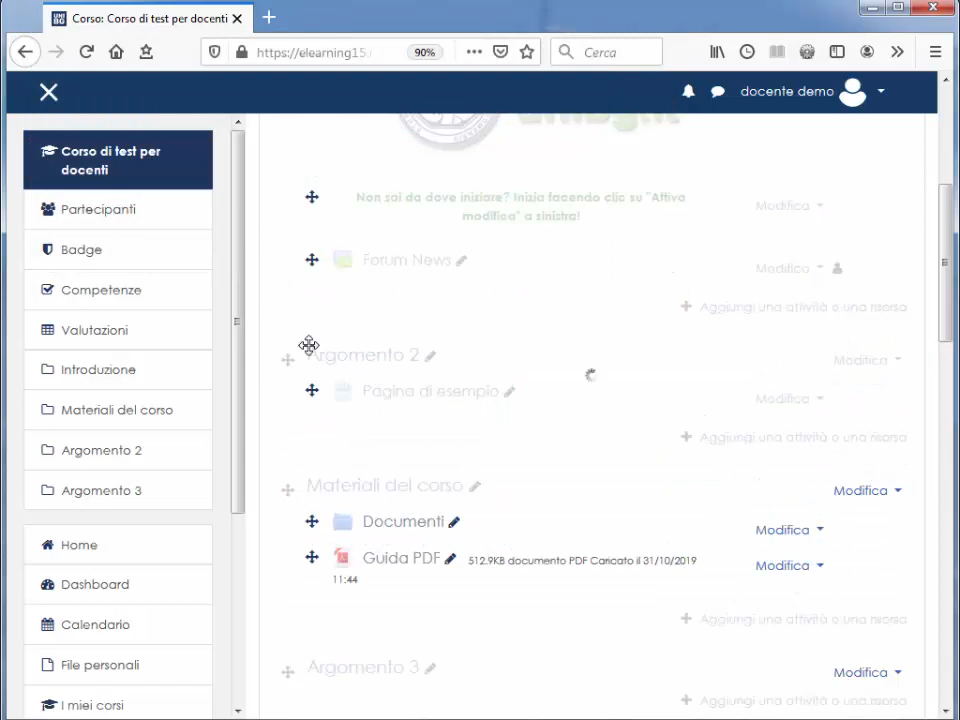 Corso: Corso di test per docenti
https://elearning15
90%
Cerca
docente demo
Corso di test per
docenti
Partecipanti
Badge
Competenze
Valutazioni
Introduzione
Materiali del corso
Argomento 2
Argomento 3
Home
Dashboard
Calendario
File personali
I miei corsi
Non sai da dove iniziare? Inizia facendo clic su "Attiva
modifica" a sinistra!
Modifica
Forum News
Modifica
Aggiungi una attività o una risorsa
Argomento 2
Modifica
Pagina di esempio
Modifica
Aggiungi una attività o una risorsa
Materiali del corso
Modifica
Documenti
Modifica
Guida PDF 512.9KB documento PDF Caricato il 31/10/2019
11:44
Modifica
Aggiungi una attività o una risorsa
Argomento 3
Modifica
Aggiungi una attività o una risorsa